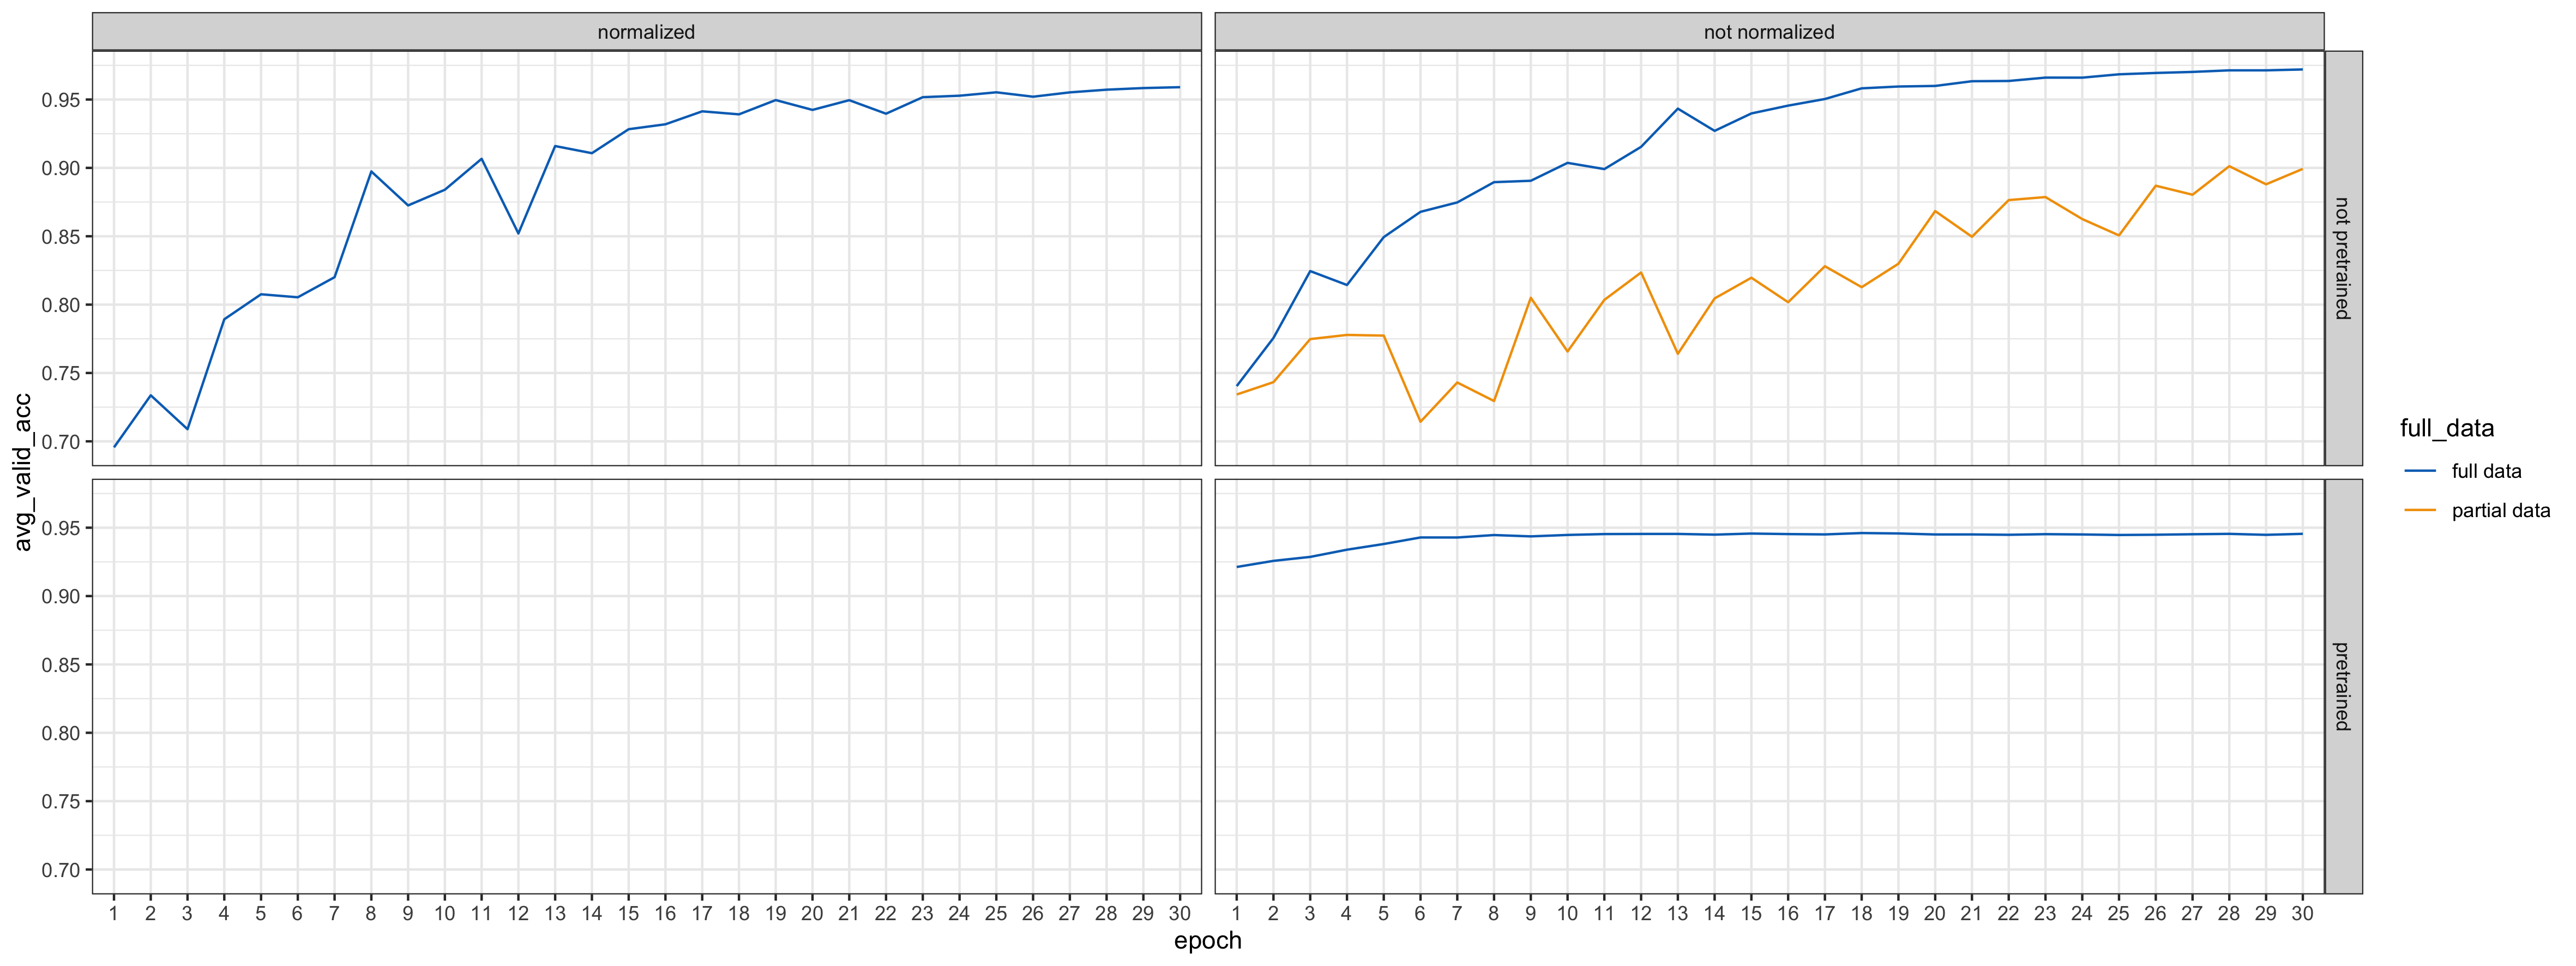 normalized
not normalized
avg_valid_acc
0.95
0.90
0.85
0.80
0.75
0.70
not pretrained
0.95
0.90
0.85
0.80
0.75
0.70
pretrained
1 2 3 4 5 6 7 8 9 10 11 12 13 14 15 16 17 18 19 20 21 22 23 24 25 26 27 28 29 30
1 2 3 4 5 6 7 8 9 10 11 12 13 14 15 16 17 18 19 20 21 22 23 24 25 26 27 28 29 30
epoch
full_data
full data
partial data